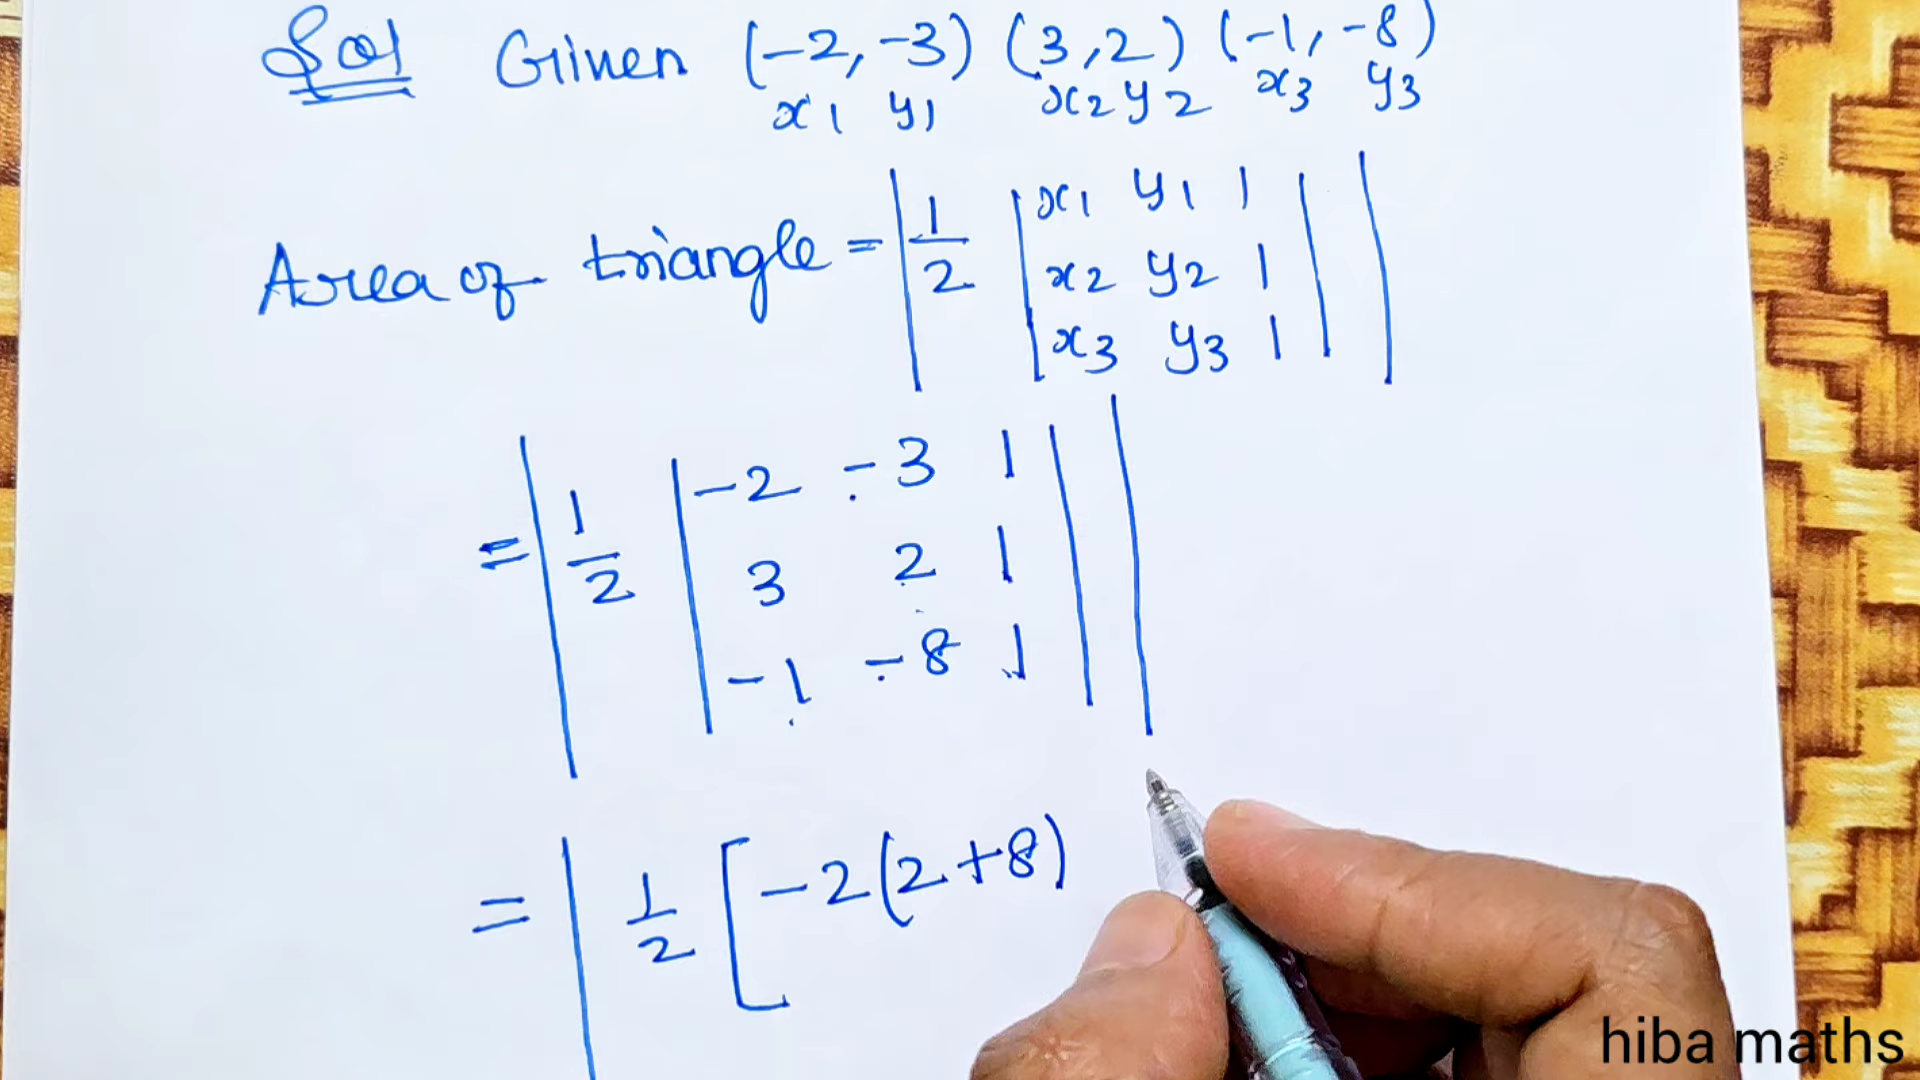 Sol Given (-2, -3) (3, 2) (-1, -8)
x1 y1 x2 y2 x3 y3
Area of triangle = | 1/2 | x1 y1 1 | |
| x2 y2 1 |
| x3 y3 1 |
= | 1/2 | -2 -3 1 | |
| 3 2 1 |
| -1 -8 1 |
= | 1/2 [ -2(2+8)
hiba maths